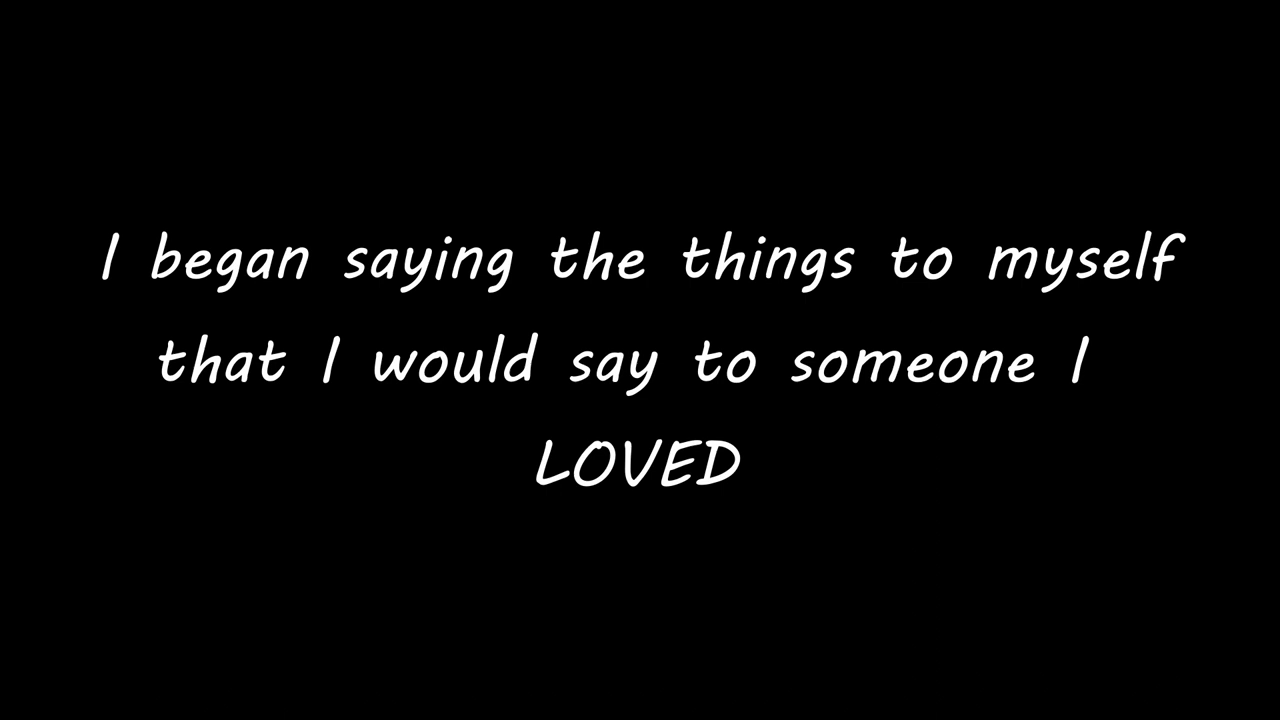 I began saying the things to myself
that I would say to someone I
LOVED